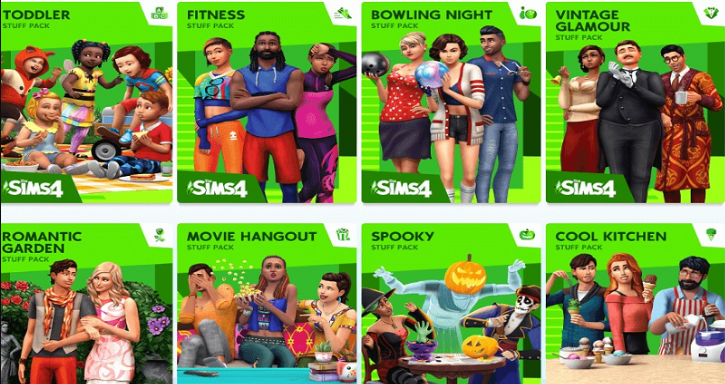 TODDLER
STUFF PACK
FITNESS
STUFF PACK
BOWLING NIGHT
STUFF PACK
VINTAGE
GLAMOUR
STUFF PACK
The SIMS 4
The SIMS 4
The SIMS 4
The SIMS 4
ROMANTIC
GARDEN
STUFF PACK
MOVIE HANGOUT
STUFF PACK
SPOOKY
STUFF PACK
COOL KITCHEN
STUFF PACK